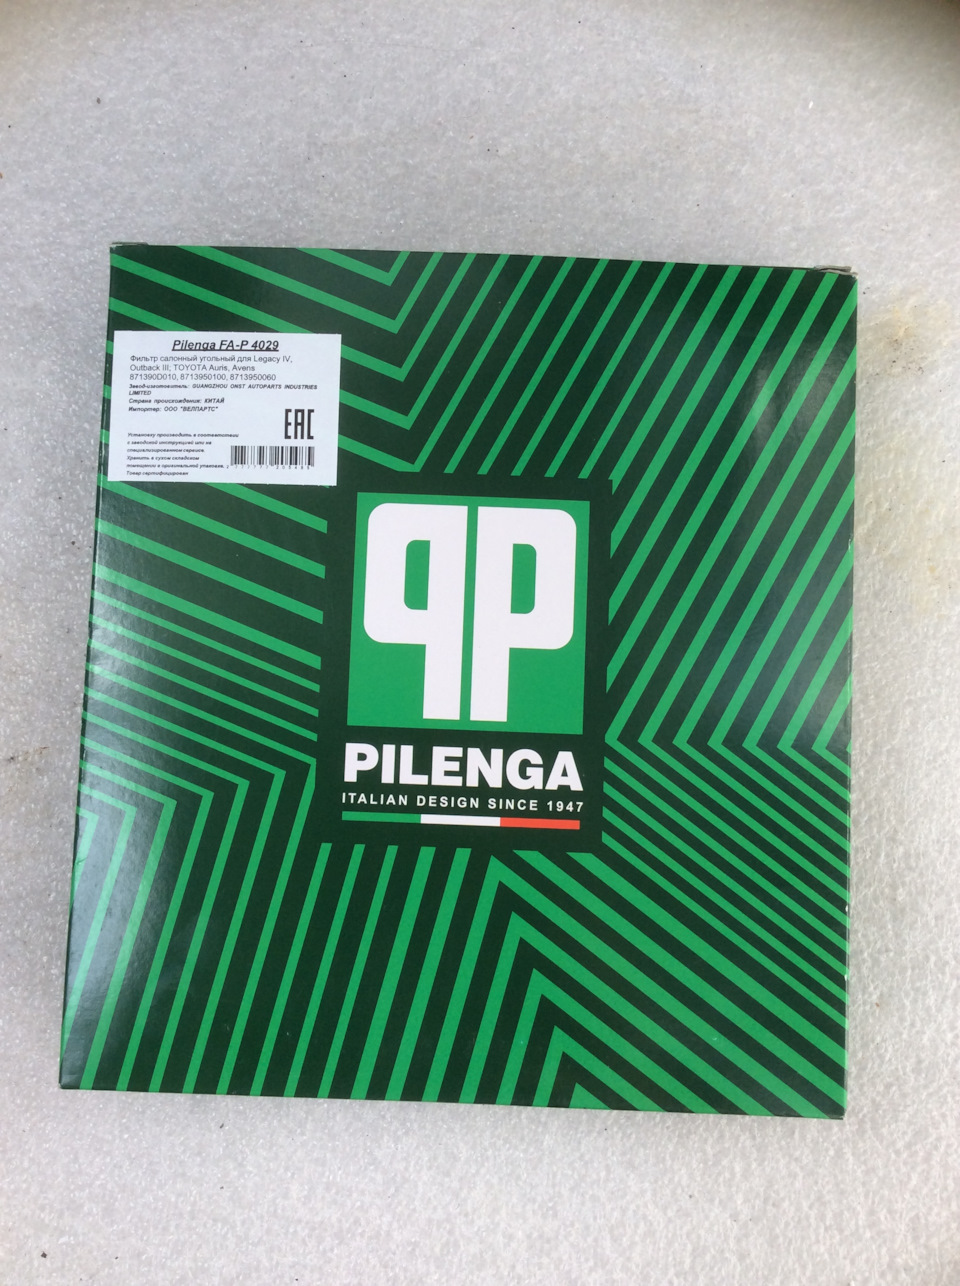 Pilenga FA-P 4029
Фильтр салонный угольный для Legacy IV,
Outback III; TOYOTA Auris, Avens
871390D010, 8713950100, 8713950060
Завод-изготовитель: GUANGZHOU ONST AUTOPARTS INDUSTRIES
LIMITED
Страна происхождения: КИТАЙ
Импортер: ООО "ВЕЛПАРТС"
EAC
Установку производить в соответствии
с заводской инструкцией или на
специализированном сервисе.
Хранить в сухом складском
помещении в оригинальной упаковке.
Товар сертифицирован
PP
PILENGA
ITALIAN DESIGN SINCE 1947